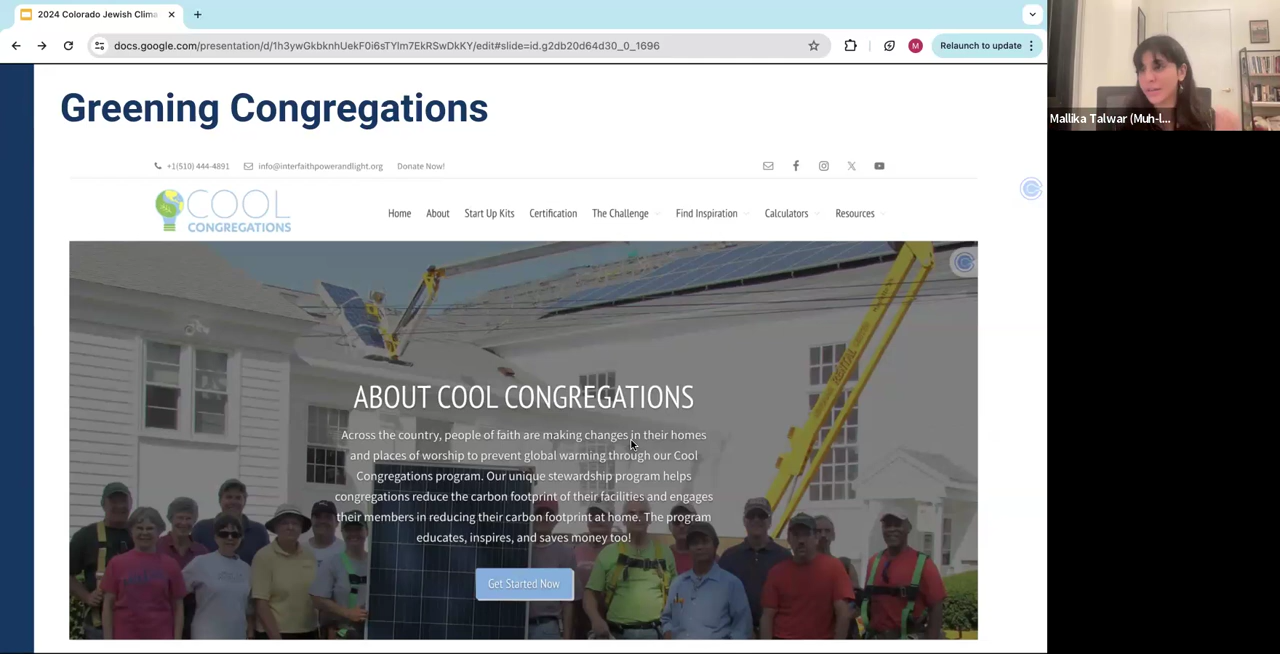 2024 Colorado Jewish Clima
docs.google.com/presentation/d/1h3ywGkbknhUekF0i6sTYlm7EkRSwDkKY/edit#slide=id.g2db20d64d30_0_1696
M
Relaunch to update
Mallika Talwar (Muh-l...
Greening Congregations
+1(510) 444-4891 info@interfaithpowerandlight.org Donate Now!
COOL
CONGREGATIONS
Home About Start Up Kits Certification The Challenge Find Inspiration Calculators Resources
RENTAL
ABOUT COOL CONGREGATIONS
Across the country, people of faith are making changes in their homes
and places of worship to prevent global warming through our Cool
Congregations program. Our unique stewardship program helps
congregations reduce the carbon footprint of their facilities and engages
their members in reducing their carbon footprint at home. The program
educates, inspires, and saves money too!
Get Started Now